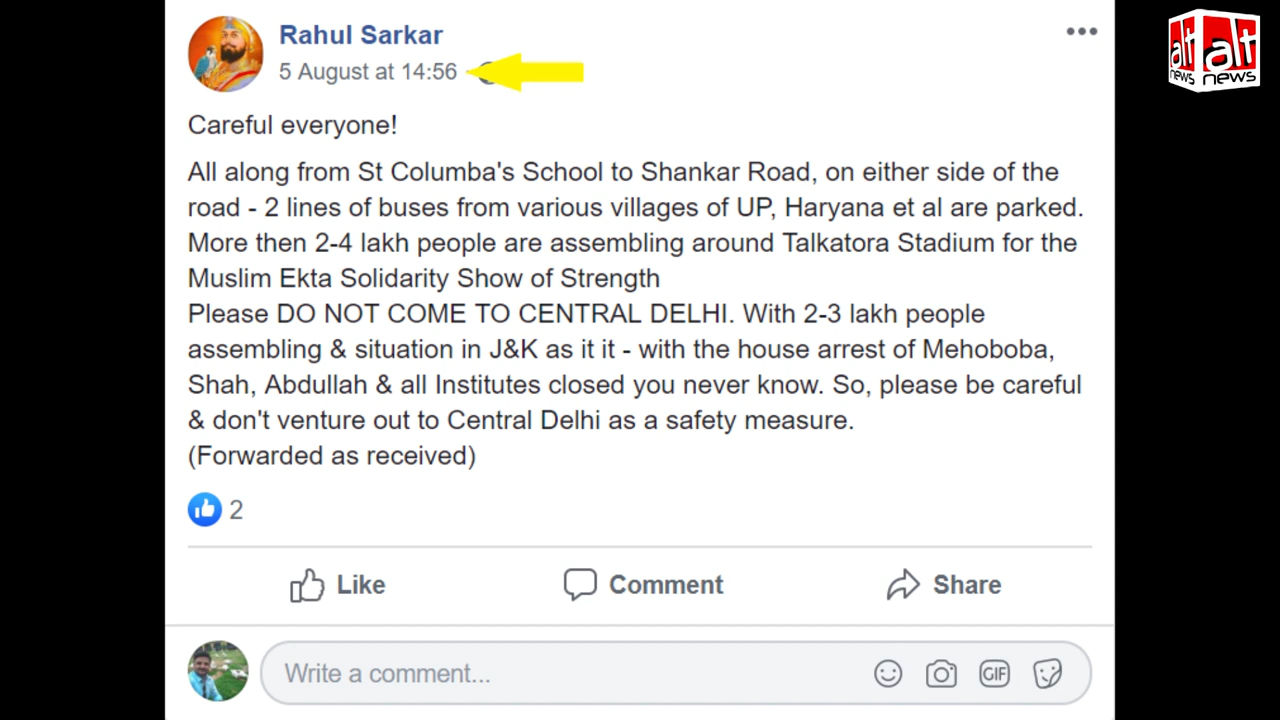 Rahul Sarkar
5 August at 14:56
Careful everyone!
All along from St Columba's School to Shankar Road, on either side of the
road - 2 lines of buses from various villages of UP, Haryana et al are parked.
More then 2-4 lakh people are assembling around Talkatora Stadium for the
Muslim Ekta Solidarity Show of Strength
Please DO NOT COME TO CENTRAL DELHI. With 2-3 lakh people
assembling & situation in J&K as it it - with the house arrest of Mehoboba,
Shah, Abdullah & all Institutes closed you never know. So, please be careful
& don't venture out to Central Delhi as a safety measure.
(Forwarded as received)
2
Like Comment Share
Write a comment...
GIF
alt news alt news